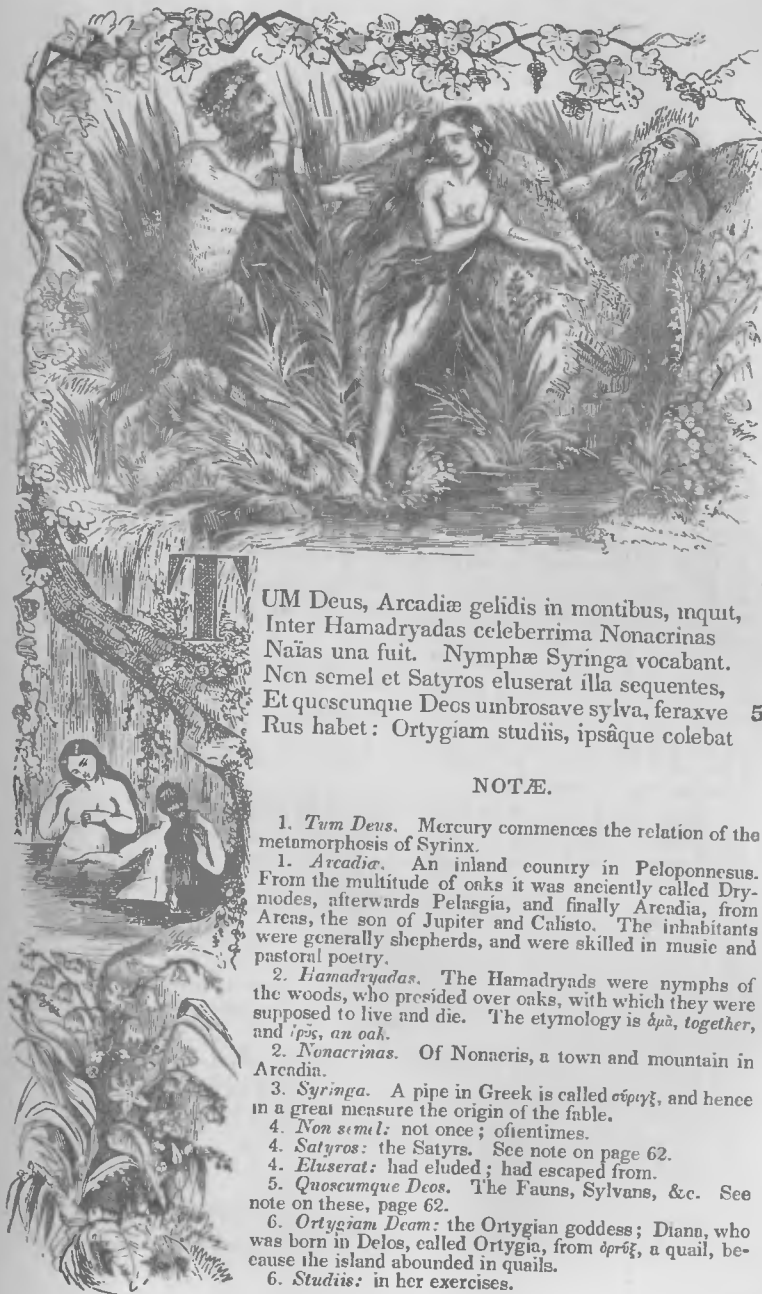 TUM Deus, Arcadiæ gelidis in montibus, inquit,
Inter Hamadryadas celeberrima Nonacrinas
Naïas una fuit. Nymphæ Syringa vocabant.
Non semel et Satyros eluserat illa sequentes,
Et quoscunque Deos umbrosave sylva, feraxve 5
Rus habet: Ortygiam studiis, ipsâque colebat
NOTÆ.
1. Tum Deus. Mercury commences the relation of the
metamorphosis of Syrinx.
1. Arcadiæ. An inland country in Peloponnesus.
From the multitude of oaks it was anciently called Dry-
modes, afterwards Pelasgia, and finally Arcadia, from
Arcas, the son of Jupiter and Calisto. The inhabitants
were generally shepherds, and were skilled in music and
pastoral poetry.
2. Hamadryadas. The Hamadryads were nymphs of
the woods, who presided over oaks, with which they were
supposed to live and die. The etymology is ἁμὰ, together,
and δρῦς, an oak.
2. Nonacrinas. Of Nonacris, a town and mountain in
Arcadia.
3. Syringa. A pipe in Greek is called σύριγξ, and hence
in a great measure the origin of the fable.
4. Non semel: not once; oftentimes.
4. Satyros: the Satyrs. See note on page 62.
4. Eluserat: had eluded; had escaped from.
5. Quoscumque Deos. The Fauns, Sylvans, &c. See
note on these, page 62.
6. Ortygiam Deam: the Ortygian goddess; Diana, who
was born in Delos, called Ortygia, from ὀρτύξ, a quail, be-
cause the island abounded in quails.
6. Studiis: in her exercises.